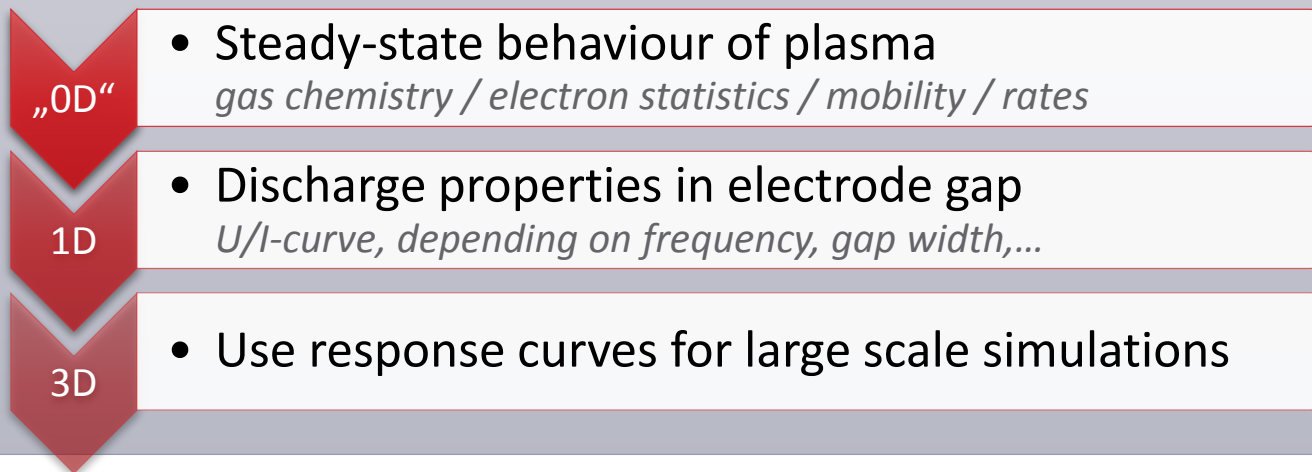 „0D“
• Steady-state behaviour of plasma
gas chemistry / electron statistics / mobility / rates
1D
• Discharge properties in electrode gap
U/I-curve, depending on frequency, gap width,…
3D
• Use response curves for large scale simulations